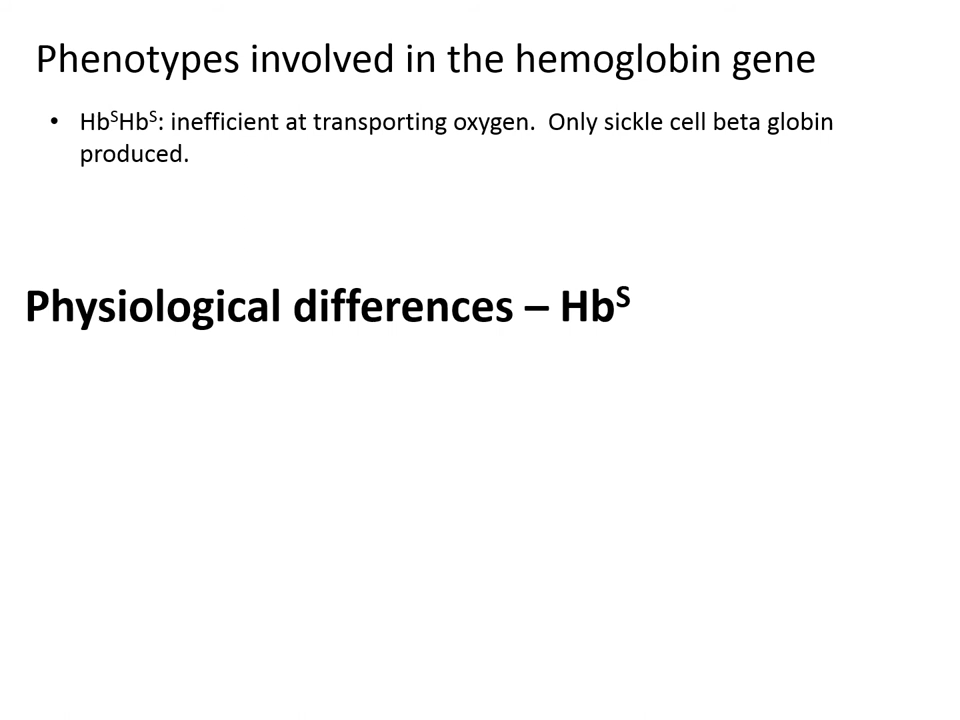 Phenotypes involved in the hemoglobin gene
• HbˢHbˢ: inefficient at transporting oxygen.  Only sickle cell beta globin
produced.
Physiological differences – Hbˢ